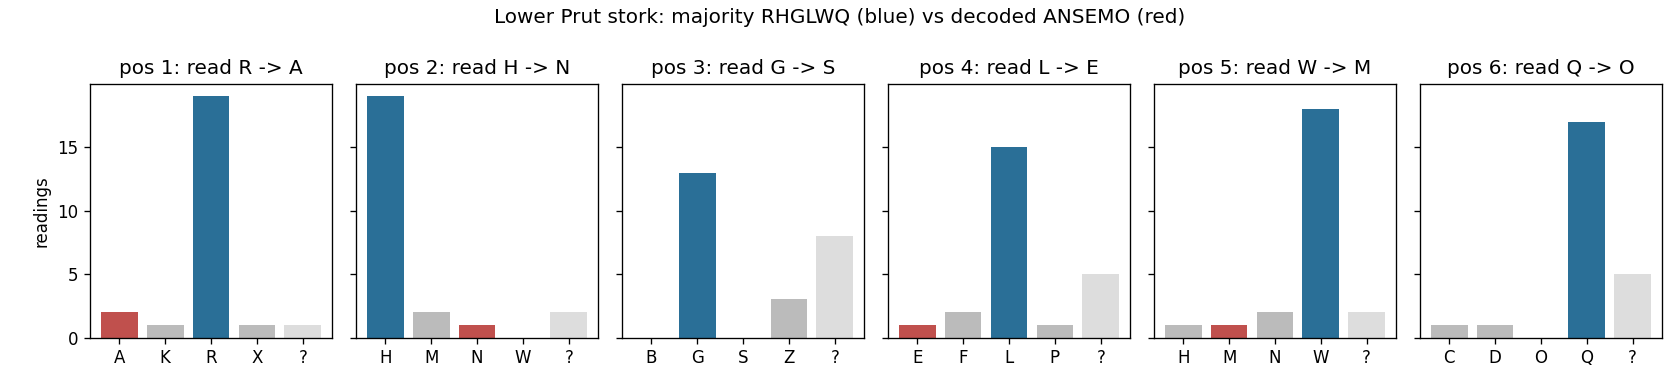 Lower Prut stork: majority RHGLWQ (blue) vs decoded ANSEMO (red)
pos 1: read R -> A
pos 2: read H -> N
pos 3: read G -> S
pos 4: read L -> E
pos 5: read W -> M
pos 6: read Q -> O
readings
15
10
5
0
A K R X ?
H M N W ?
B G S Z ?
E F L P ?
H M N W ?
C D O Q ?